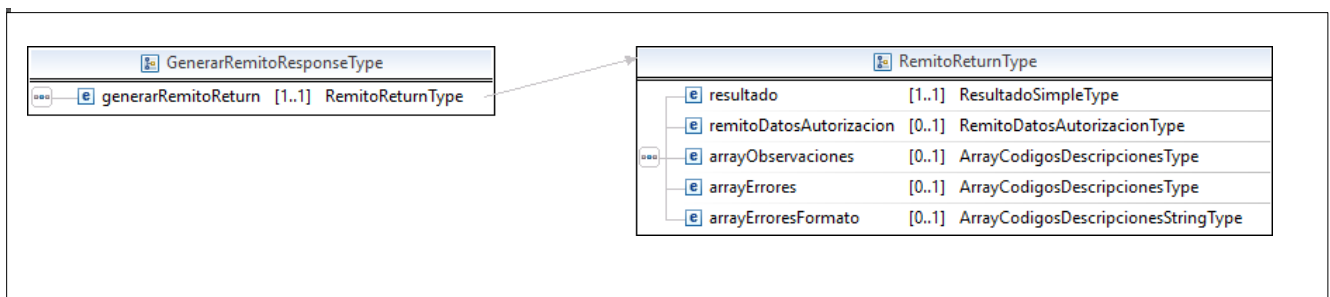 GenerarRemitoResponseType
e generarRemitoReturn [1..1] RemitoReturnType
RemitoReturnType
e resultado [1..1] ResultadoSimpleType
e remitoDatosAutorizacion [0..1] RemitoDatosAutorizacionType
e arrayObservaciones [0..1] ArrayCodigosDescripcionesType
e arrayErrores [0..1] ArrayCodigosDescripcionesType
e arrayErroresFormato [0..1] ArrayCodigosDescripcionesStringType